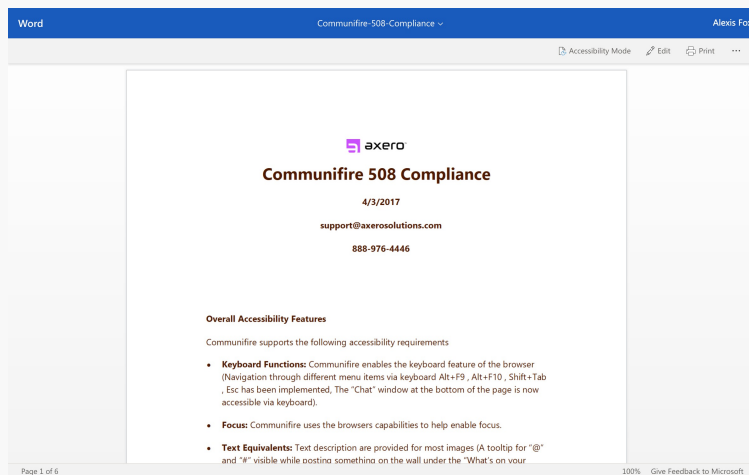 Word
Communifire-508-Compliance
Alexis Fox
Accessibility Mode Edit Print ...
axero
Communifire 508 Compliance
4/3/2017
support@axerosolutions.com
888-976-4446
Overall Accessibility Features
Communifire supports the following accessibility requirements
• Keyboard Functions: Communifire enables the keyboard feature of the browser
(Navigation through different menu items via keyboard Alt+F9 , Alt+F10 , Shift+Tab
, Esc has been implemented, The “Chat” window at the bottom of the page is now
accessible via keyboard).
• Focus: Communifire uses the browsers capabilities to help enable focus.
• Text Equivalents: Text description are provided for most images (A tooltip for “@”
and “#” visible while posting something on the wall under the “What’s on your
Page 1 of 6
100% Give Feedback to Microsoft